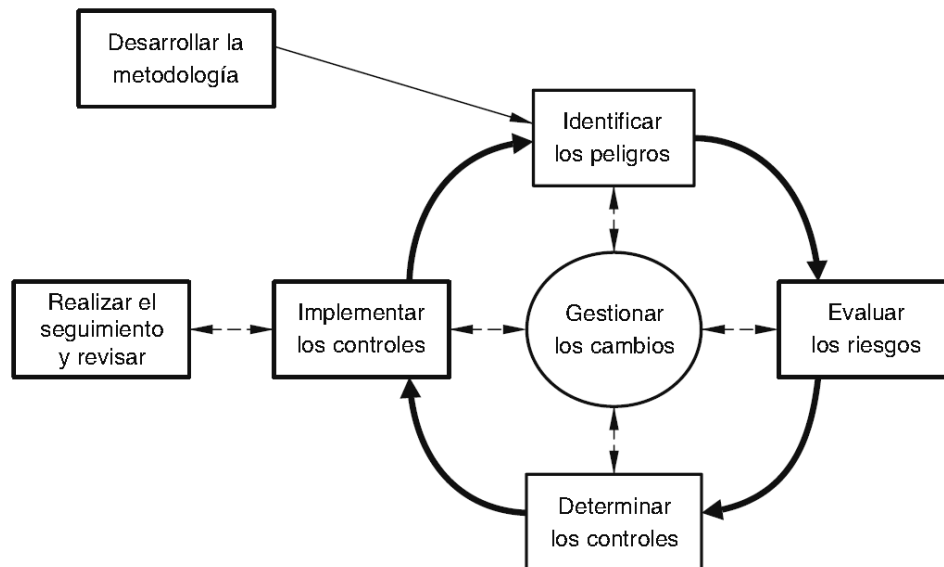 Desarrollar la
metodología
Identificar
los peligros
Realizar el
seguimiento
y revisar
Implementar
los controles
Gestionar
los cambios
Evaluar
los riesgos
Determinar
los controles